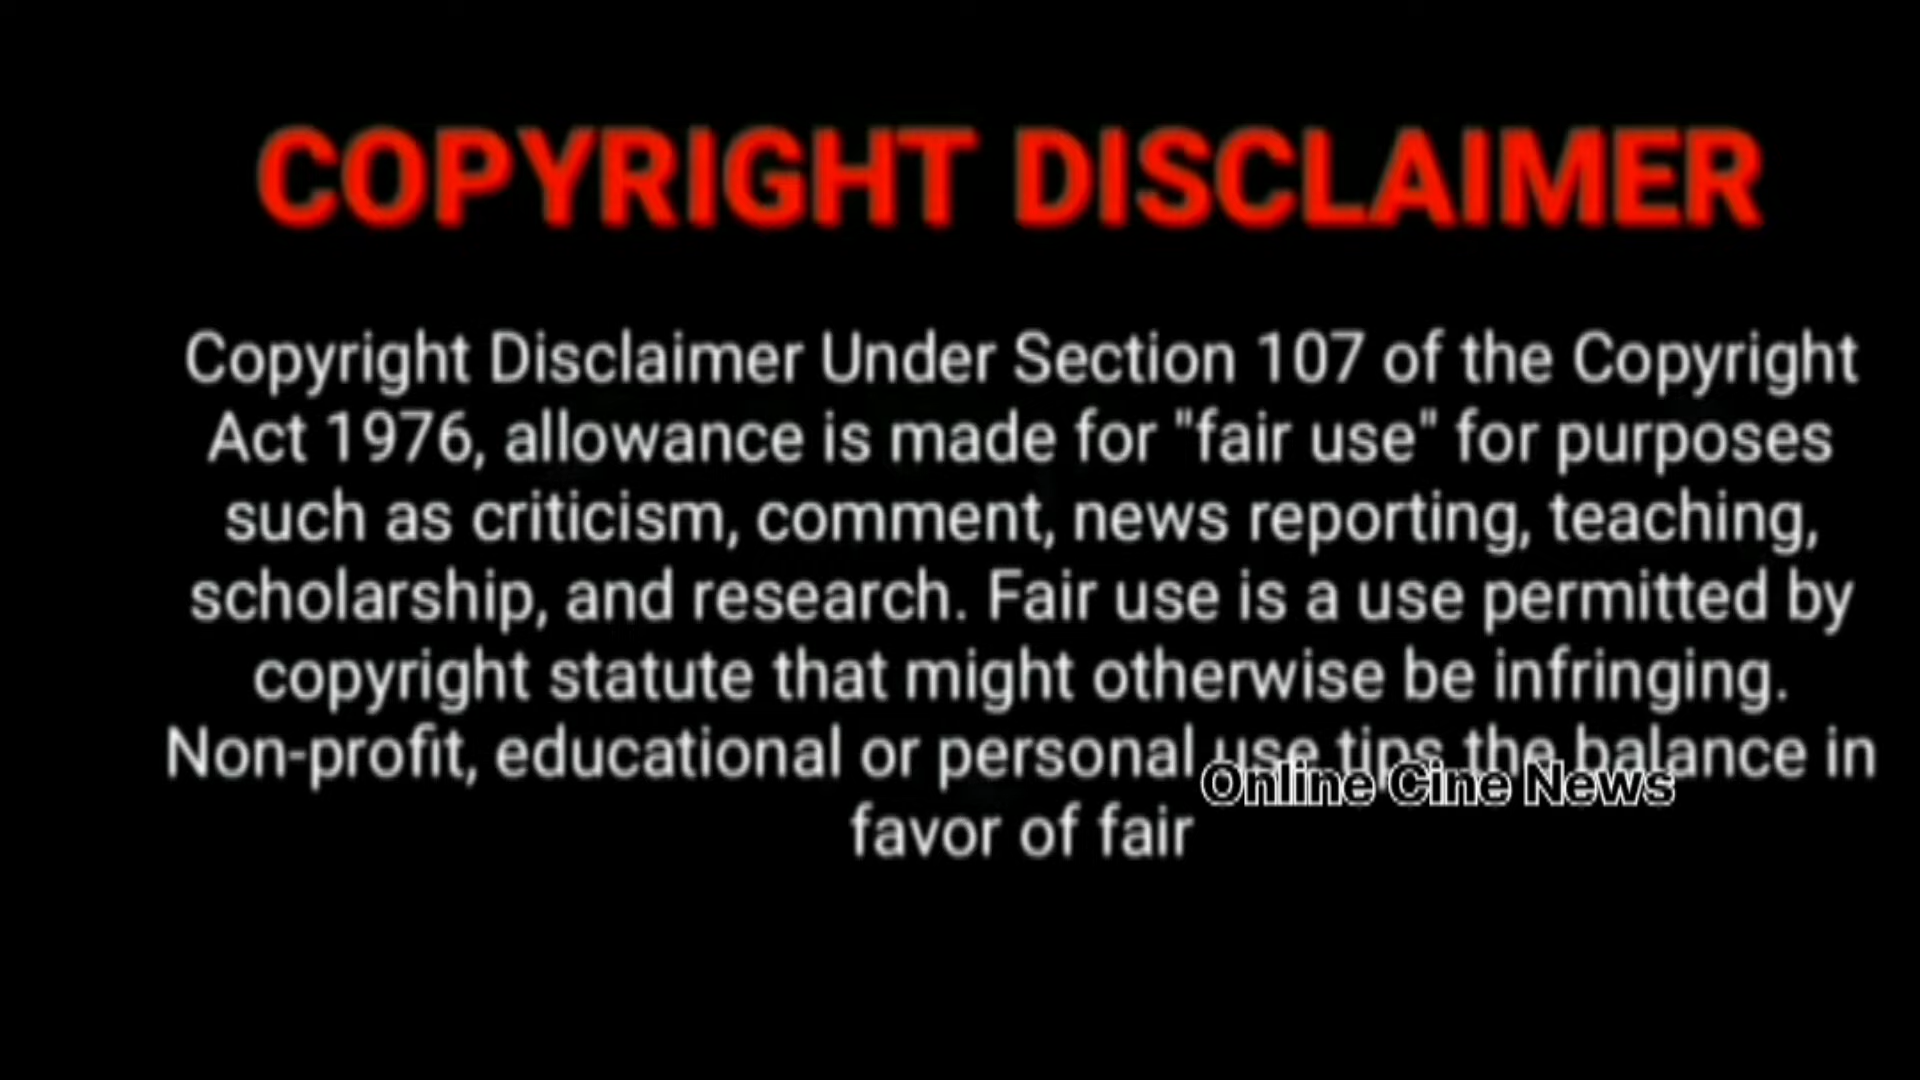 COPYRIGHT DISCLAIMER
Copyright Disclaimer Under Section 107 of the Copyright
Act 1976, allowance is made for "fair use" for purposes
such as criticism, comment, news reporting, teaching,
scholarship, and research. Fair use is a use permitted by
copyright statute that might otherwise be infringing.
Non-profit, educational or personal use tips the balance in
Online Cine News
favor of fair